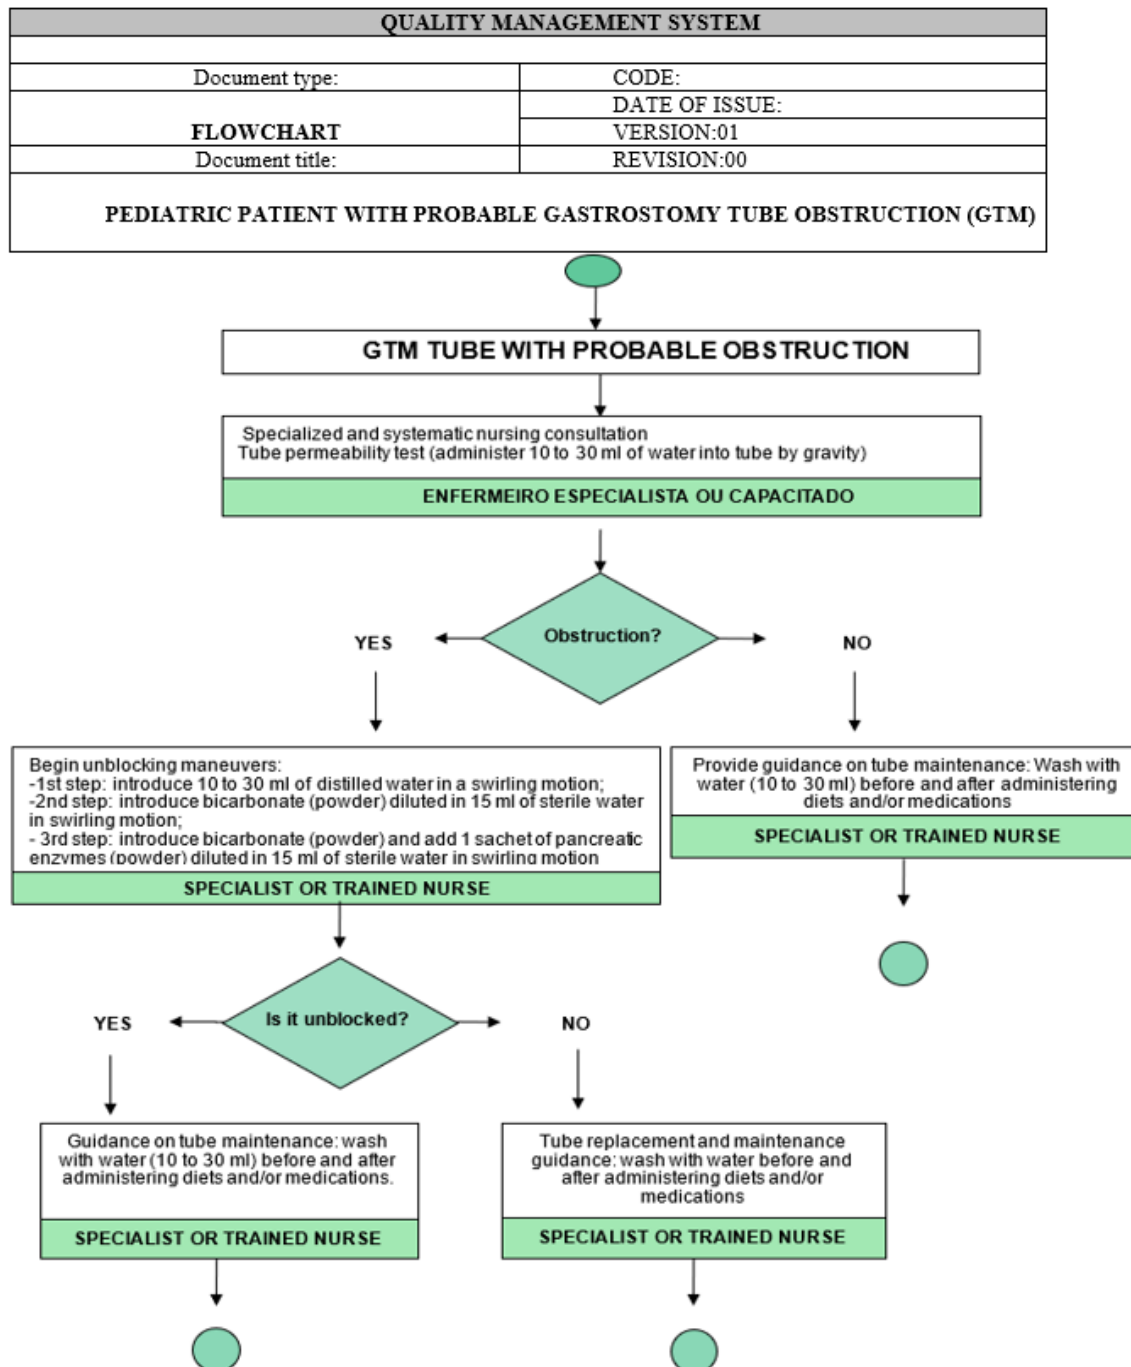 QUALITY MANAGEMENT SYSTEM
Document type:
CODE:
DATE OF ISSUE:
FLOWCHART
VERSION:01
Document title:
REVISION:00
PEDIATRIC PATIENT WITH PROBABLE GASTROSTOMY TUBE OBSTRUCTION (GTM)
GTM TUBE WITH PROBABLE OBSTRUCTION
Specialized and systematic nursing consultation
Tube permeability test (administer 10 to 30 ml of water into tube by gravity)
ENFERMEIRO ESPECIALISTA OU CAPACITADO
Obstruction?
YES
NO
Begin unblocking maneuvers:
-1st step: introduce 10 to 30 ml of distilled water in a swirling motion;
-2nd step: introduce bicarbonate (powder) diluted in 15 ml of sterile water
in swirling motion;
- 3rd step: introduce bicarbonate (powder) and add 1 sachet of pancreatic
enzymes (powder) diluted in 15 ml of sterile water in swirling motion
SPECIALIST OR TRAINED NURSE
Provide guidance on tube maintenance: Wash with
water (10 to 30 ml) before and after administering
diets and/or medications
SPECIALIST OR TRAINED NURSE
Is it unblocked?
YES
NO
Guidance on tube maintenance: wash
with water (10 to 30 ml) before and after
administering diets and/or medications.
SPECIALIST OR TRAINED NURSE
Tube replacement and maintenance
guidance: wash with water before and
after administering diets and/or
medications
SPECIALIST OR TRAINED NURSE